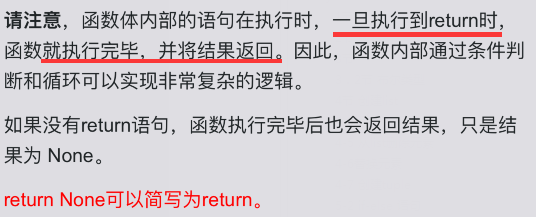 请注意，函数体内部的语句在执行时，一旦执行到return时，
函数就执行完毕，并将结果返回。因此，函数内部通过条件判
断和循环可以实现非常复杂的逻辑。
如果没有return语句，函数执行完毕后也会返回结果，只是结
果为 None。
return None可以简写为return。